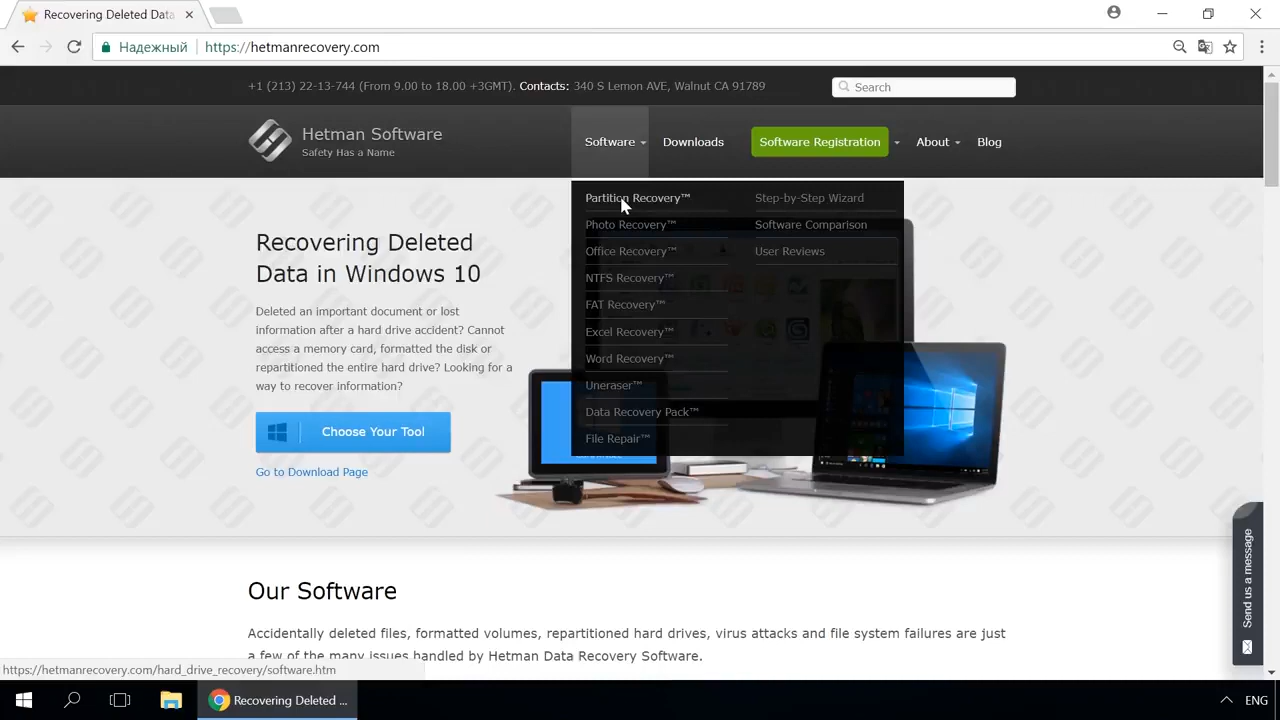 Recovering Deleted Data
Надежный
https://hetmanrecovery.com
+1 (213) 22-13-744 (From 9.00 to 18.00 +3GMT). Contacts: 340 S Lemon AVE, Walnut CA 91789
Search
Hetman Software
Safety Has a Name
Software
Downloads
Software Registration
About
Blog
Partition Recovery™
Step-by-Step Wizard
Photo Recovery™
Software Comparison
Office Recovery™
User Reviews
NTFS Recovery™
FAT Recovery™
Excel Recovery™
Word Recovery™
Uneraser™
Data Recovery Pack™
File Repair™
Recovering Deleted
Data in Windows 10
Deleted an important document or lost
information after a hard drive accident? Cannot
access a memory card, formatted the disk or
repartitioned the entire hard drive? Looking for
a way to recover information?
Choose Your Tool
Go to Download Page
Send us a message
Our Software
Accidentally deleted files, formatted volumes, repartitioned hard drives, virus attacks and file system failures are just
a few of the many issues handled by Hetman Data Recovery Software.
https://hetmanrecovery.com/hard_drive_recovery/software.htm
Recovering Deleted ...
ENG